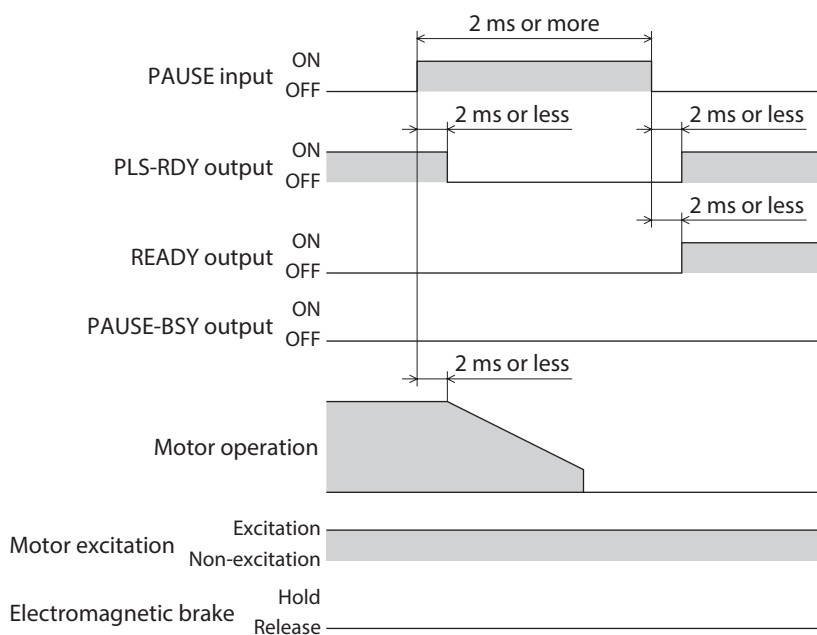 2 ms or more
PAUSE input
ON
OFF
2 ms or less
2 ms or less
PLS-RDY output
ON
OFF
2 ms or less
READY output
ON
OFF
PAUSE-BSY output
ON
OFF
2 ms or less
Motor operation
Motor excitation
Excitation
Non-excitation
Electromagnetic brake
Hold
Release